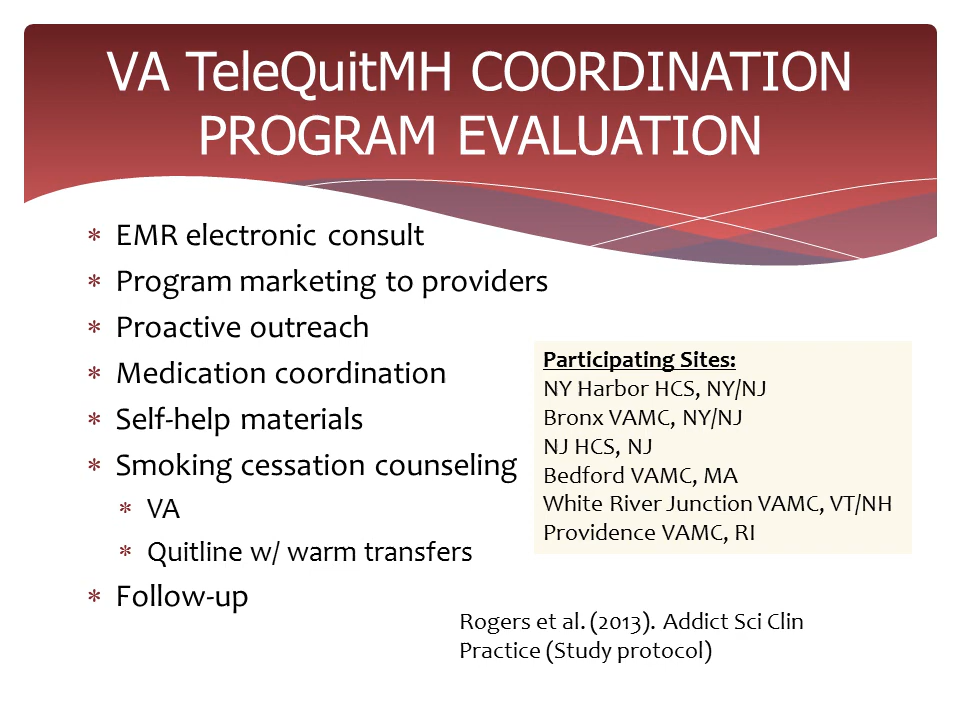 VA TeleQuitMH COORDINATION
PROGRAM EVALUATION
* EMR electronic consult
* Program marketing to providers
* Proactive outreach
* Medication coordination
* Self-help materials
* Smoking cessation counseling
* VA
* Quitline w/ warm transfers
* Follow-up
Participating Sites:
NY Harbor HCS, NY/NJ
Bronx VAMC, NY/NJ
NJ HCS, NJ
Bedford VAMC, MA
White River Junction VAMC, VT/NH
Providence VAMC, RI
Rogers et al. (2013). Addict Sci Clin
Practice (Study protocol)